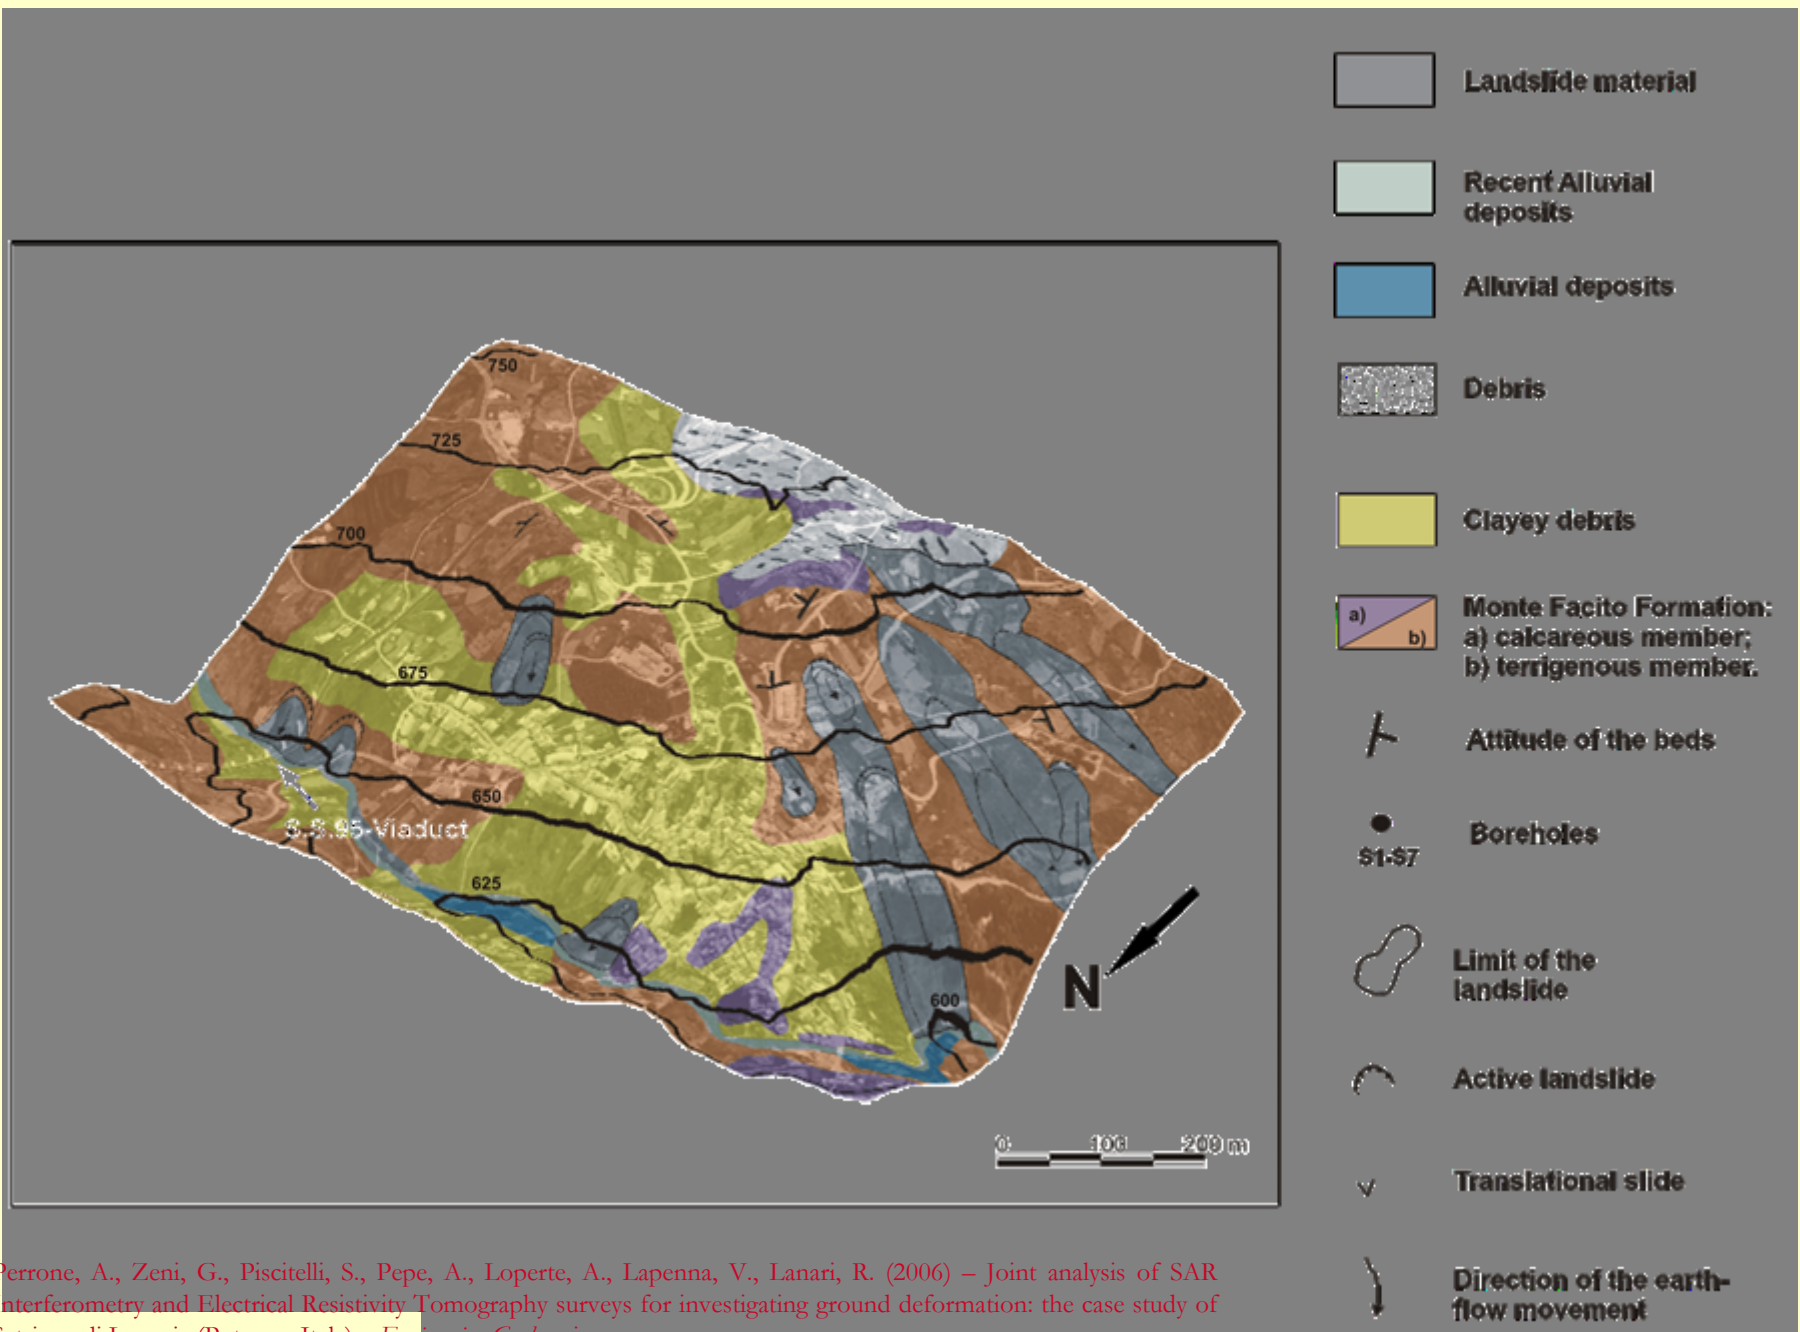 Landslide material
Recent Alluvial
deposits
Alluvial deposits
Debris
Clayey debris
a)
b)
Monte Facito Formation:
a) calcareous member;
b) terrigenous member.
Attitude of the beds
S1-S7
Boreholes
Limit of the
landslide
Active landslide
Translational slide
Direction of the earth-
flow movement
750
725
700
675
650
S.S.95-Viaduct
625
600
N
0 100 200 m
Perrone, A., Zeni, G., Piscitelli, S., Pepe, A., Loperte, A., Lapenna, V., Lanari, R. (2006) – Joint analysis of SAR
Interferometry and Electrical Resistivity Tomography surveys for investigating ground deformation: the case study of